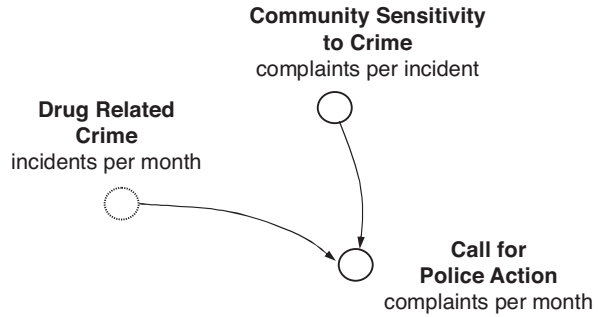 Community Sensitivity
to Crime
complaints per incident
Drug Related
Crime
incidents per month
Call for
Police Action
complaints per month